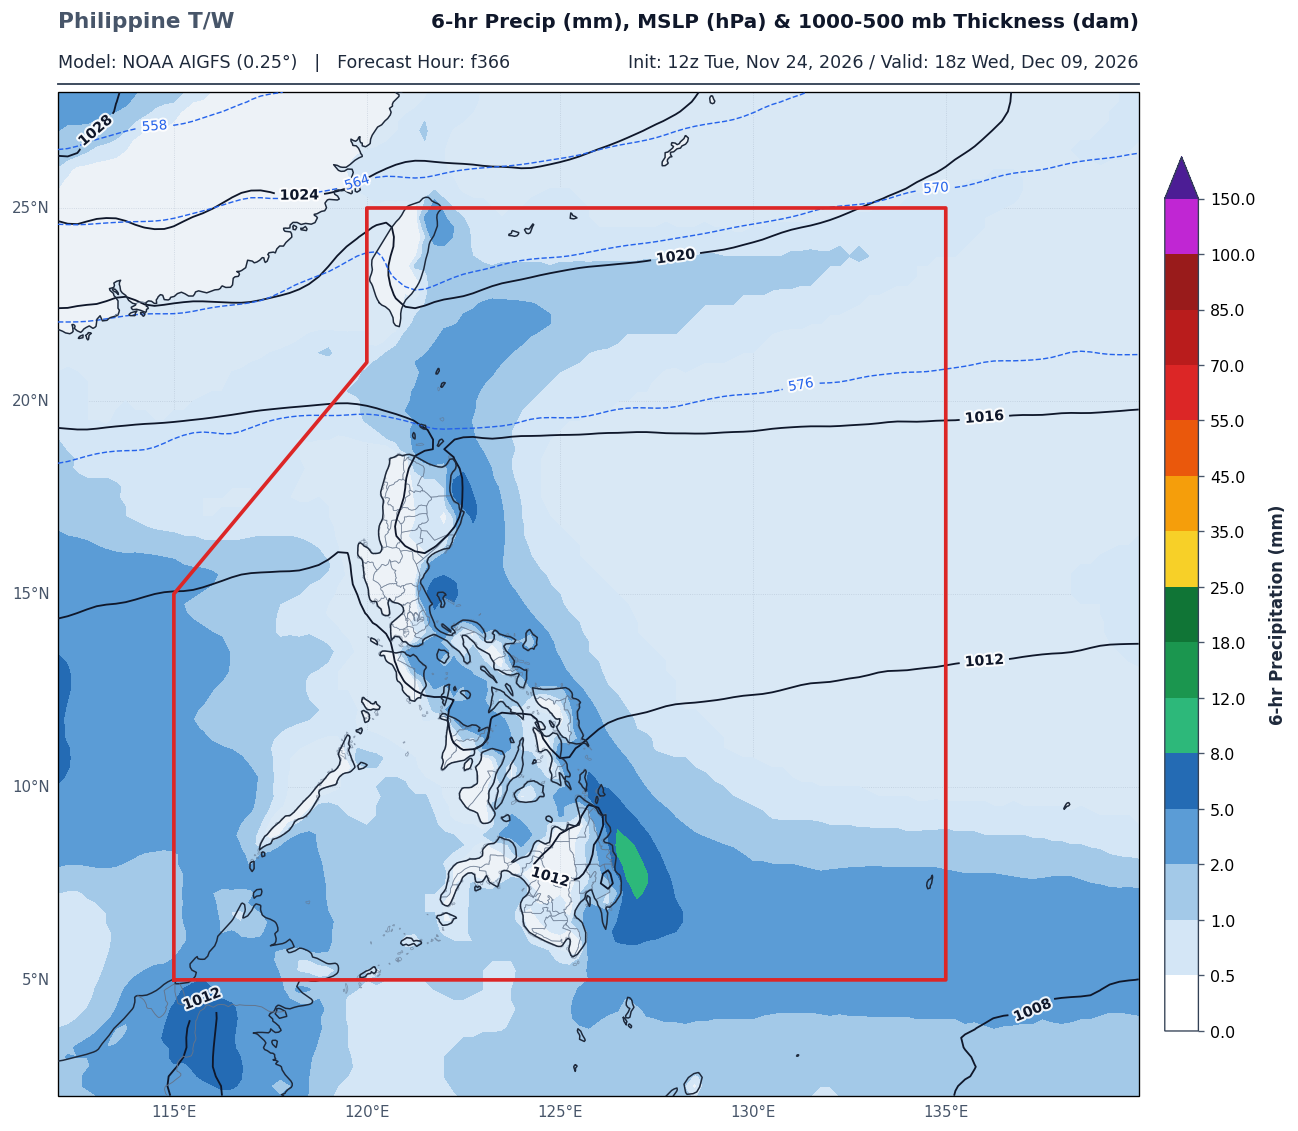 Philippine T/W
6-hr Precip (mm), MSLP (hPa) & 1000-500 mb Thickness (dam)
Model: NOAA AIGFS (0.25°) | Forecast Hour: f366
Init: 12z Tue, Nov 24, 2026 / Valid: 18z Wed, Dec 09, 2026
1028
558
1024
564
570
1020
576
1016
1012
1012
1012
1008
25°N
20°N
15°N
10°N
5°N
115°E
120°E
125°E
130°E
135°E
150.0
100.0
85.0
70.0
55.0
45.0
35.0
25.0
18.0
12.0
8.0
5.0
2.0
1.0
0.5
0.0
6-hr Precipitation (mm)